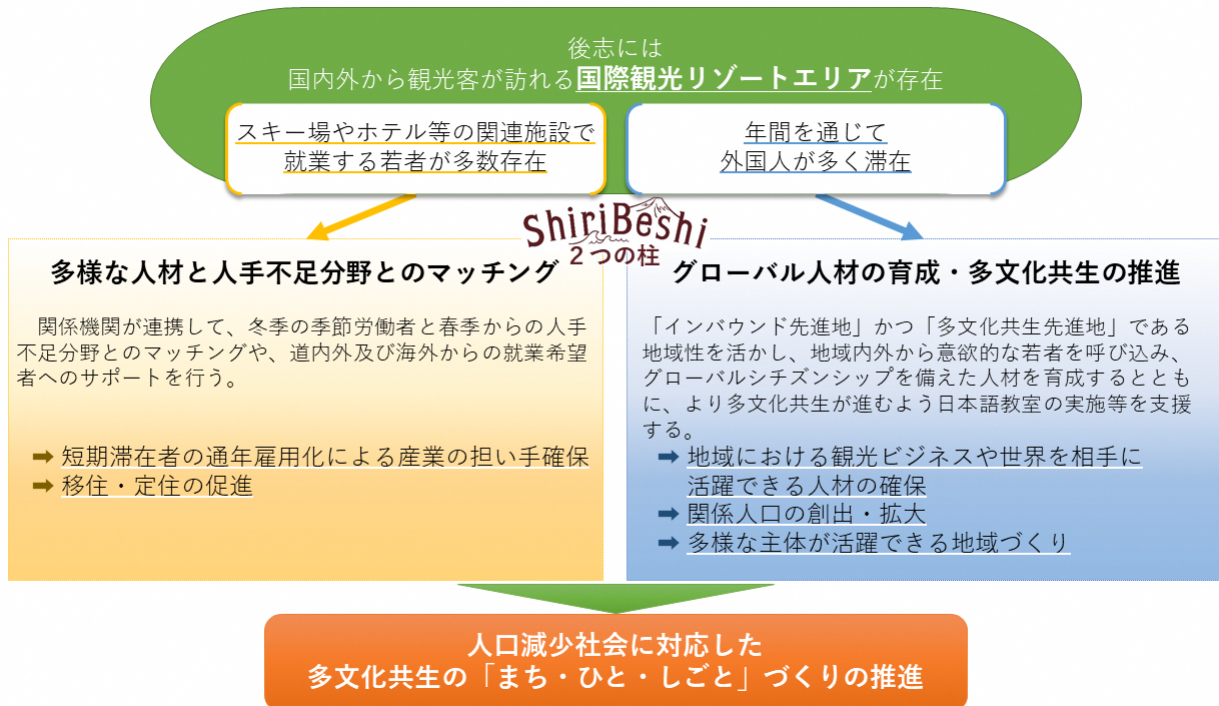 後志には
国内外から観光客が訪れる国際観光リゾートエリアが存在
スキー場やホテル等の関連施設で
就業する若者が多数存在
年間を通じて
外国人が多く滞在
ShiriBeshi
2つの柱
多様な人材と人手不足分野とのマッチング
関係機関が連携して、冬季の季節労働者と春季からの人手
不足分野とのマッチングや、道内外及び海外からの就業希望
者へのサポートを行う。
➡ 短期滞在者の通年雇用化による産業の担い手確保
➡ 移住・定住の促進
グローバル人材の育成・多文化共生の推進
「インバウンド先進地」かつ「多文化共生先進地」である
地域性を活かし、地域内外から意欲的な若者を呼び込み、
グローバルシチズンシップを備えた人材を育成するととも
に、より多文化共生が進むよう日本語教室の実施等を支援
する。
➡ 地域における観光ビジネスや世界を相手に
活躍できる人材の確保
➡ 関係人口の創出・拡大
➡ 多様な主体が活躍できる地域づくり
人口減少社会に対応した
多文化共生の「まち・ひと・しごと」づくりの推進